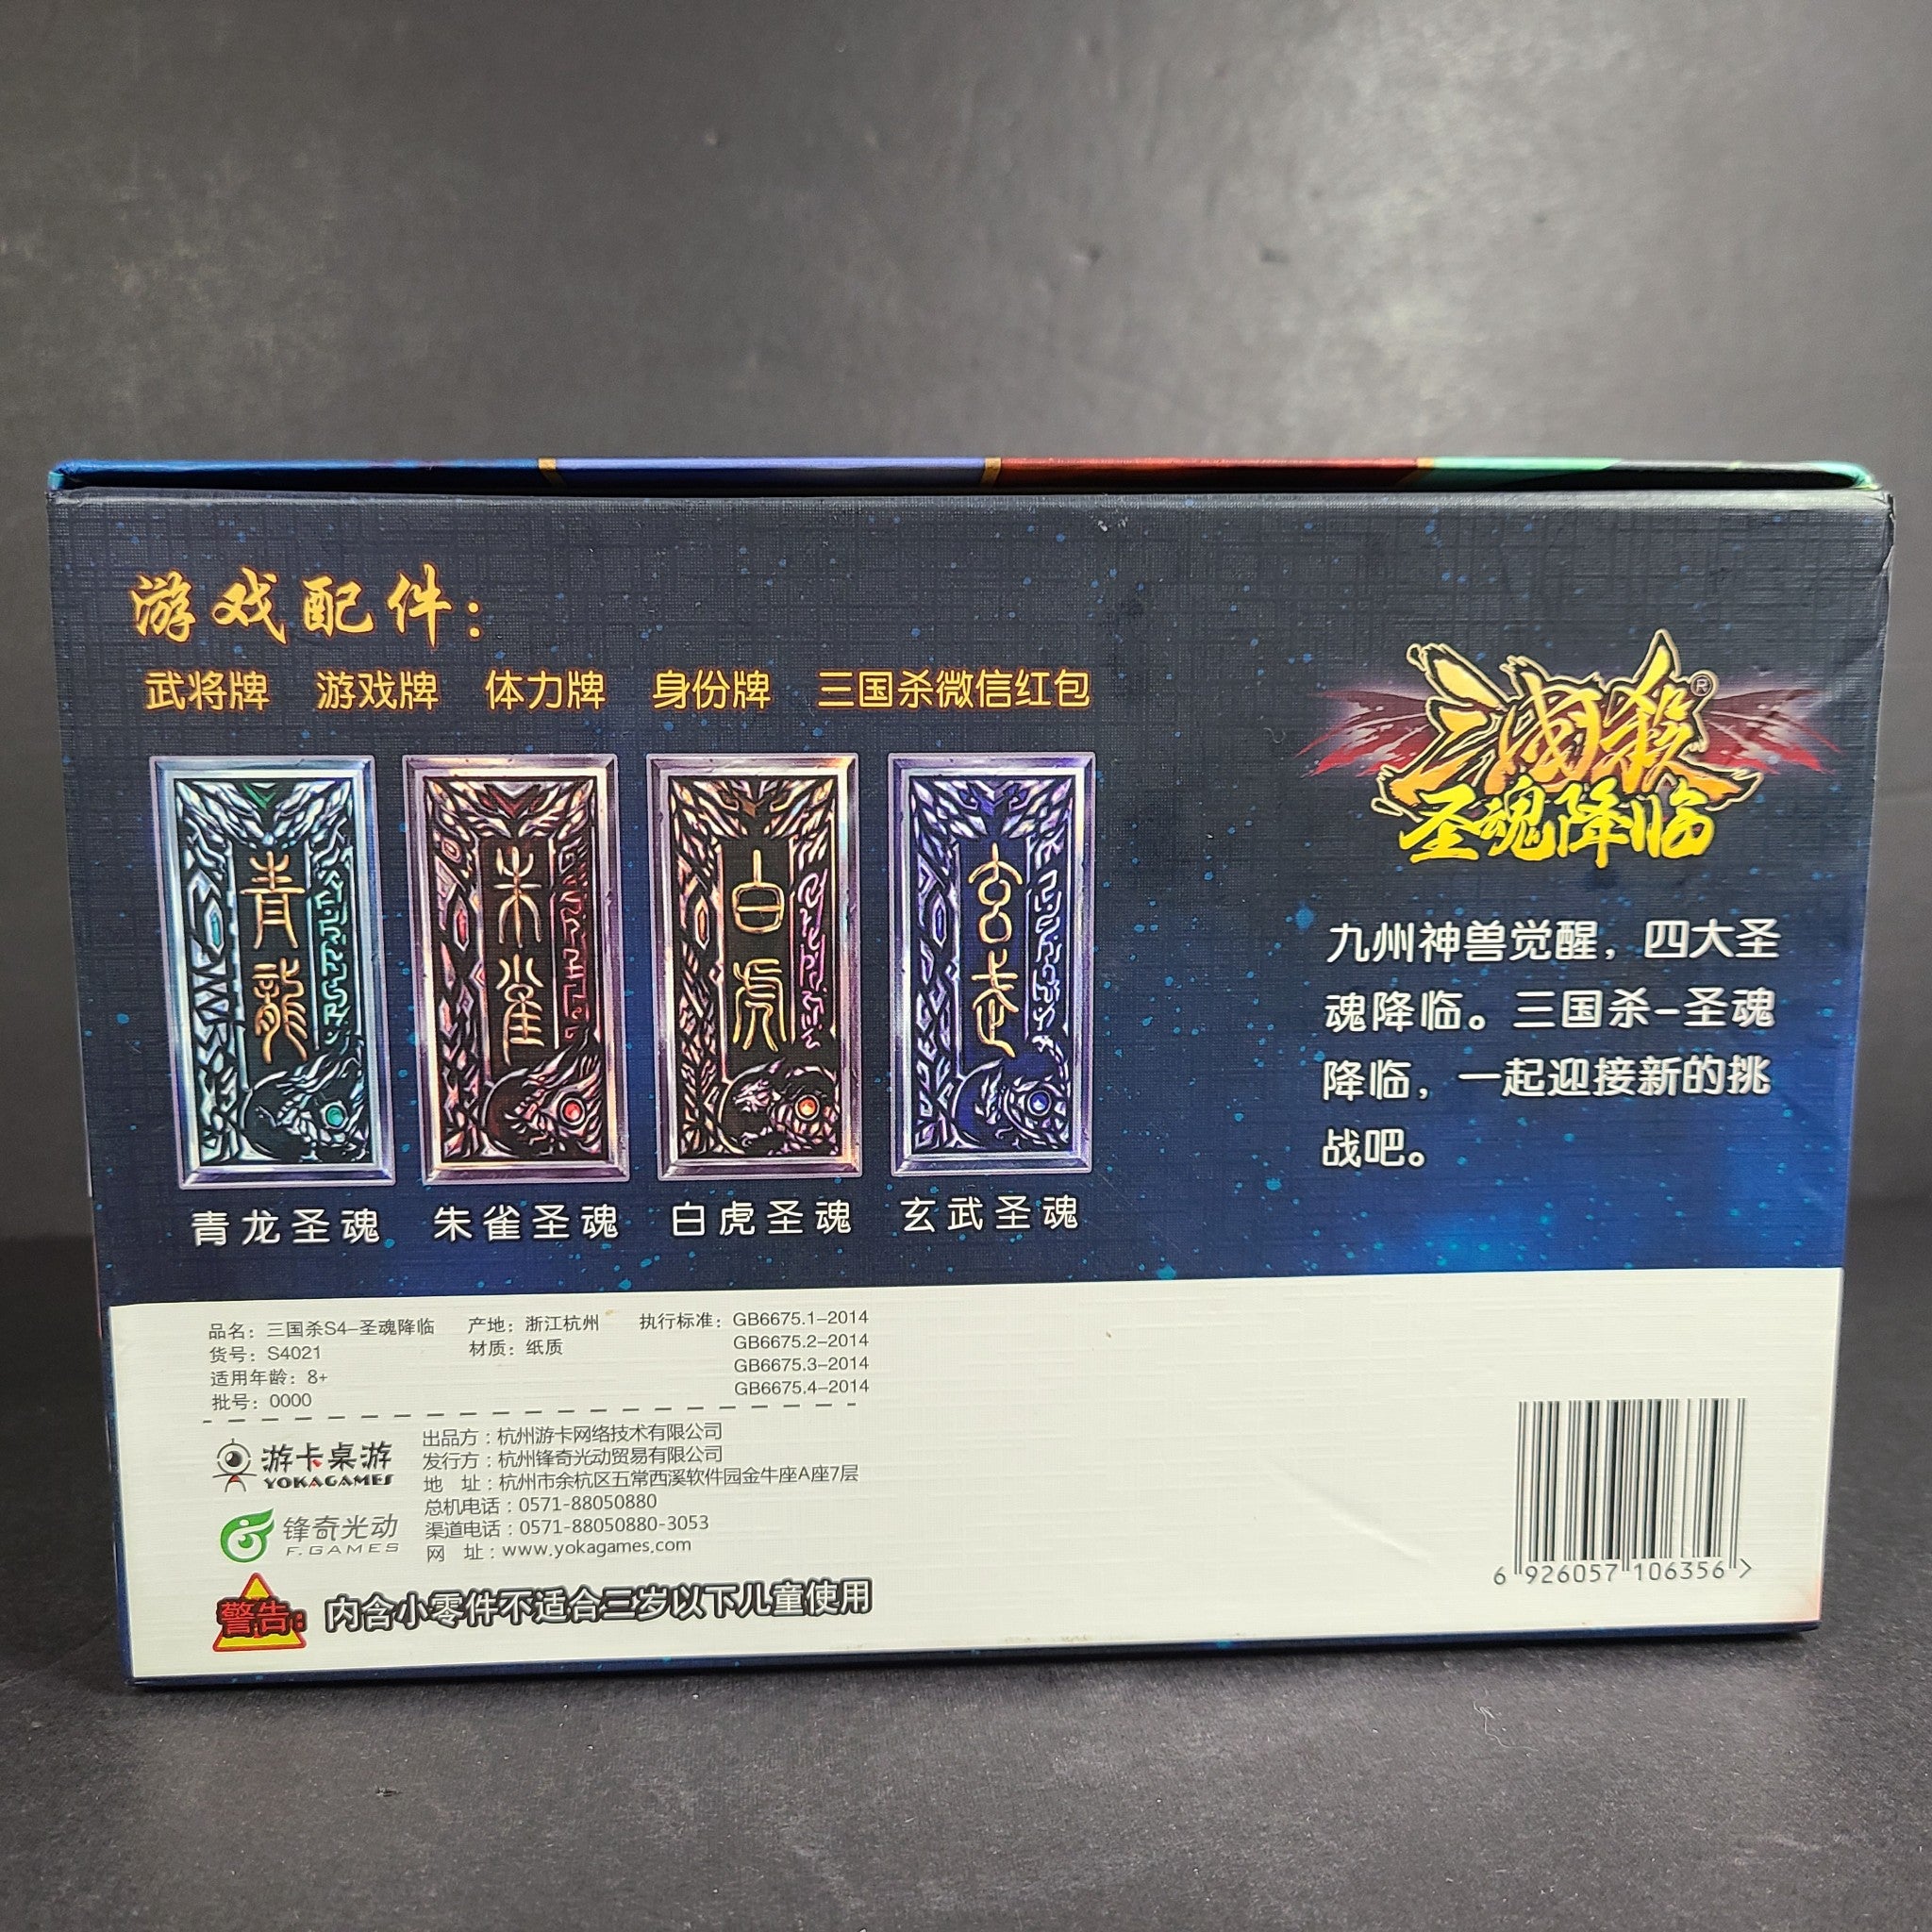 游戏配件：
武将牌 游戏牌 体力牌 身份牌 三国杀微信红包
青龍
朱雀
白虎
玄武
青龙圣魂 朱雀圣魂 白虎圣魂 玄武圣魂
三国殺®
圣魂降临
九州神兽觉醒，四大圣
魂降临。三国杀-圣魂
降临，一起迎接新的挑
战吧。
品名：三国杀S4-圣魂降临 产地：浙江杭州 执行标准：GB6675.1-2014
货号：S4021 材质：纸质 GB6675.2-2014
适用年龄：8+ GB6675.3-2014
批号：0000 GB6675.4-2014
游卡桌游
YOKAGAMES
锋奇光动
F.GAMES
出品方：杭州游卡网络技术有限公司
发行方：杭州锋奇光动贸易有限公司
地 址：杭州市余杭区五常西溪软件园金牛座A座7层
总机电话：0571-88050880
渠道电话：0571-88050880-3053
网 址：www.yokagames.com
警告：内含小零件不适合三岁以下儿童使用
6 926057 106356 >